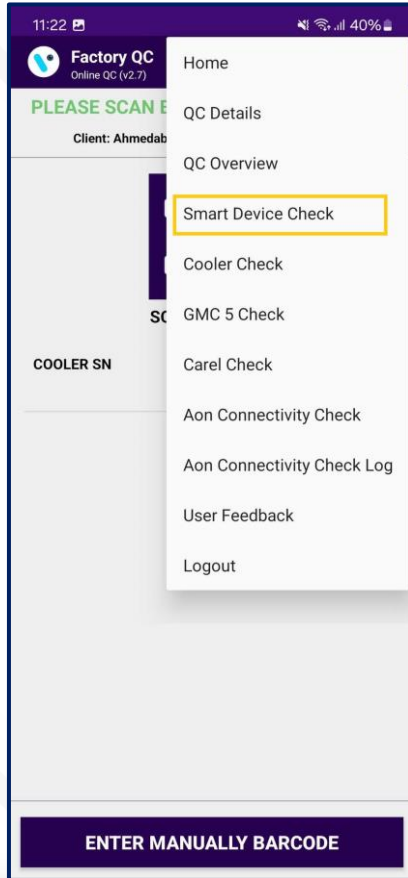 11:22 40%
Factory QC
Online QC (v2.7)
PLEASE SCAN
Client:
Home
QC Details
QC Overview
Smart Device Check
Cooler Check
GMC 5 Check
Carel Check
Aon Connectivity Check
Aon Connectivity Check Log
User Feedback
Logout
COOLER SN
ENTER MANUALLY BARCODE